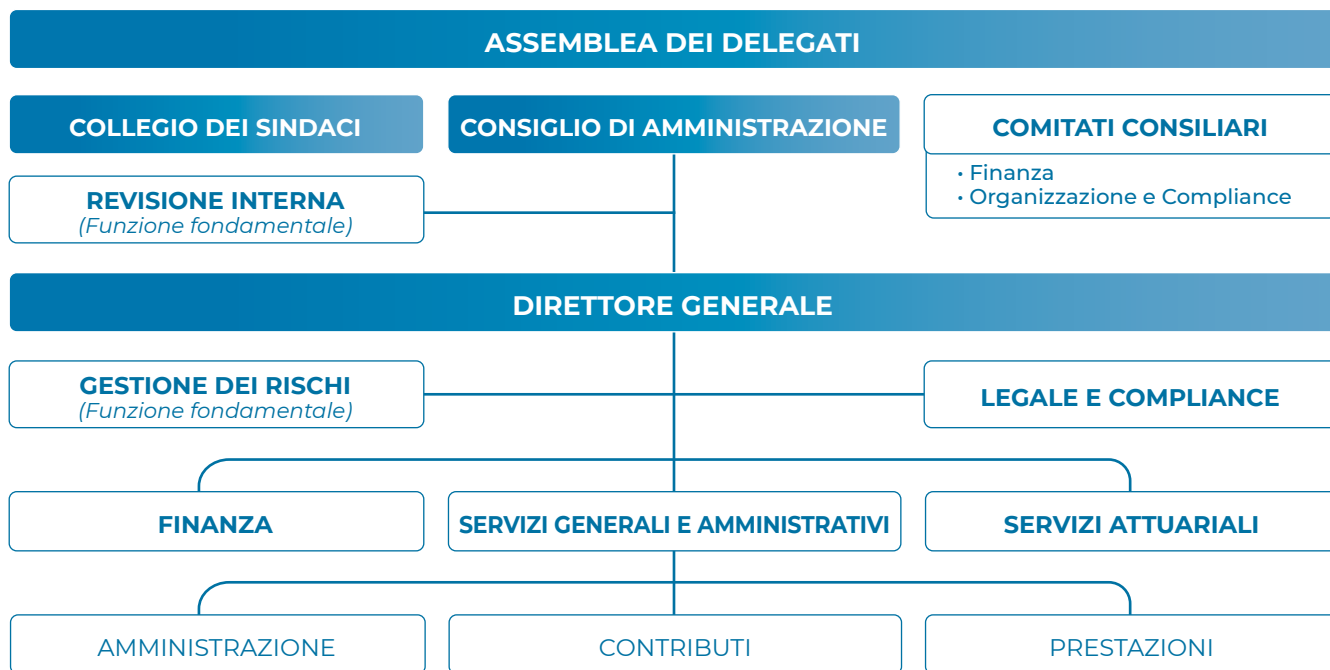 ASSEMBLEA DEI DELEGATI
COLLEGIO DEI SINDACI
CONSIGLIO DI AMMINISTRAZIONE
COMITATI CONSILIARI
• Finanza
• Organizzazione e Compliance
REVISIONE INTERNA
(Funzione fondamentale)
DIRETTORE GENERALE
GESTIONE DEI RISCHI
(Funzione fondamentale)
LEGALE E COMPLIANCE
FINANZA
SERVIZI GENERALI E AMMINISTRATIVI
SERVIZI ATTUARIALI
AMMINISTRAZIONE
CONTRIBUTI
PRESTAZIONI